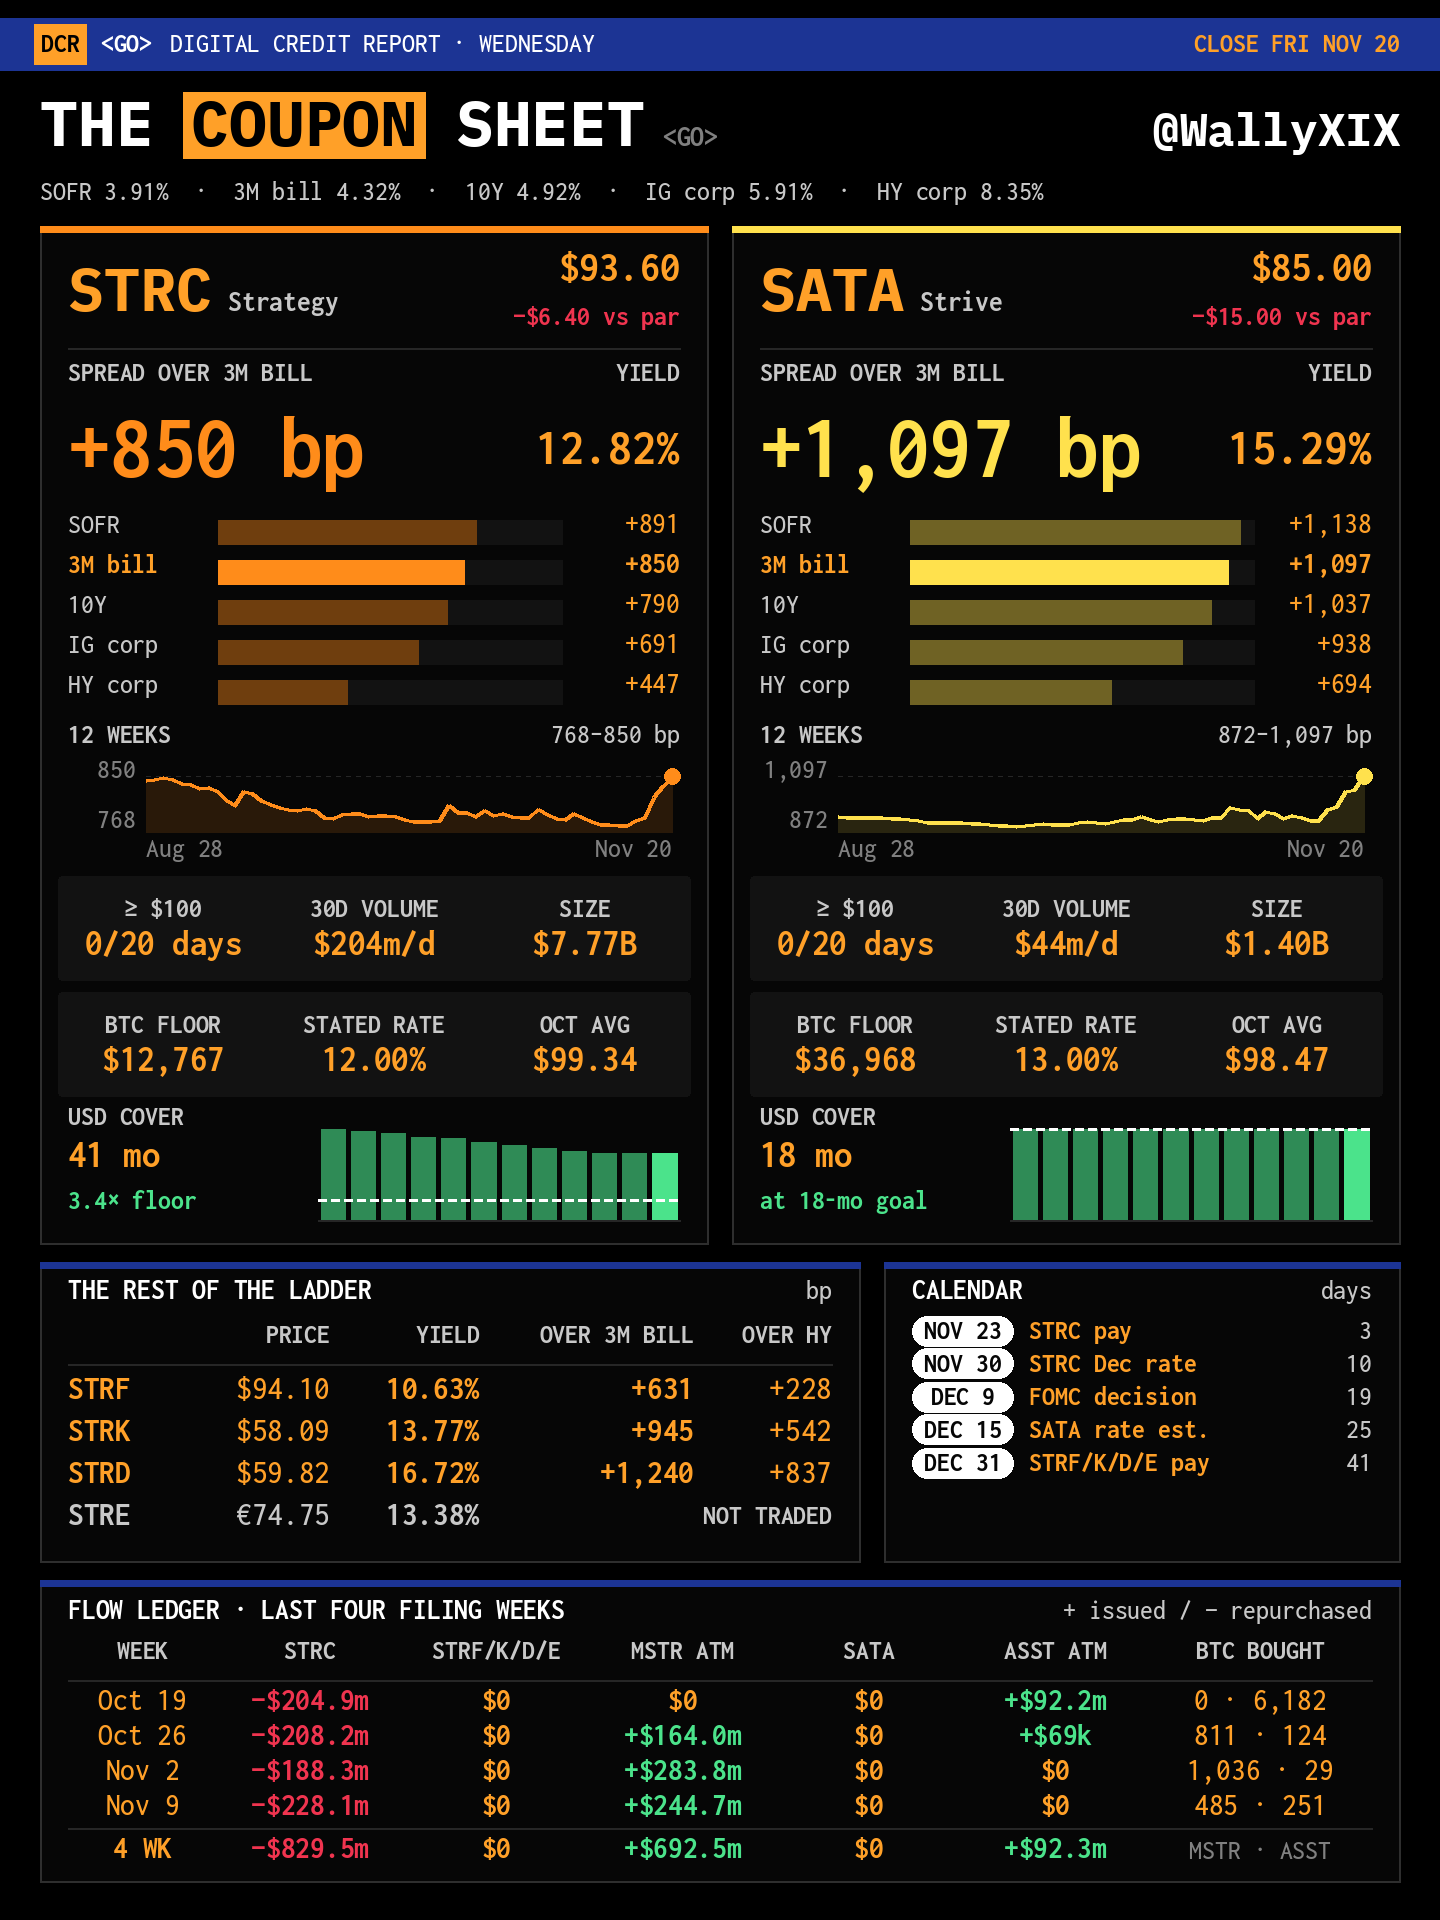 DCR <GO> DIGITAL CREDIT REPORT · WEDNESDAY CLOSE FRI NOV 20
THE COUPON SHEET <GO> @WallyXIX
SOFR 3.91% · 3M bill 4.32% · 10Y 4.92% · IG corp 5.91% · HY corp 8.35%
STRC Strategy $93.60
−$6.40 vs par
SPREAD OVER 3M BILL YIELD
+850 bp 12.82%
SOFR +891
3M bill +850
10Y +790
IG corp +691
HY corp +447
12 WEEKS 768–850 bp
850
768
Aug 28 Nov 20
≥ $100 30D VOLUME SIZE
0/20 days $204m/d $7.77B
BTC FLOOR STATED RATE OCT AVG
$12,767 12.00% $99.34
USD COVER
41 mo
3.4× floor
SATA Strive $85.00
−$15.00 vs par
SPREAD OVER 3M BILL YIELD
+1,097 bp 15.29%
SOFR +1,138
3M bill +1,097
10Y +1,037
IG corp +938
HY corp +694
12 WEEKS 872–1,097 bp
1,097
872
Aug 28 Nov 20
≥ $100 30D VOLUME SIZE
0/20 days $44m/d $1.40B
BTC FLOOR STATED RATE OCT AVG
$36,968 13.00% $98.47
USD COVER
18 mo
at 18-mo goal
THE REST OF THE LADDER bp
PRICE YIELD OVER 3M BILL OVER HY
STRF $94.10 10.63% +631 +228
STRK $58.09 13.77% +945 +542
STRD $59.82 16.72% +1,240 +837
STRE €74.75 13.38% NOT TRADED
CALENDAR days
NOV 23 STRC pay 3
NOV 30 STRC Dec rate 10
DEC 9 FOMC decision 19
DEC 15 SATA rate est. 25
DEC 31 STRF/K/D/E pay 41
FLOW LEDGER · LAST FOUR FILING WEEKS + issued / − repurchased
WEEK STRC STRF/K/D/E MSTR ATM SATA ASST ATM BTC BOUGHT
Oct 19 −$204.9m $0 $0 $0 +$92.2m 0 · 6,182
Oct 26 −$208.2m $0 +$164.0m $0 +$69k 811 · 124
Nov 2 −$188.3m $0 +$283.8m $0 $0 1,036 · 29
Nov 9 −$228.1m $0 +$244.7m $0 $0 485 · 251
4 WK −$829.5m $0 +$692.5m $0 +$92.3m MSTR · ASST